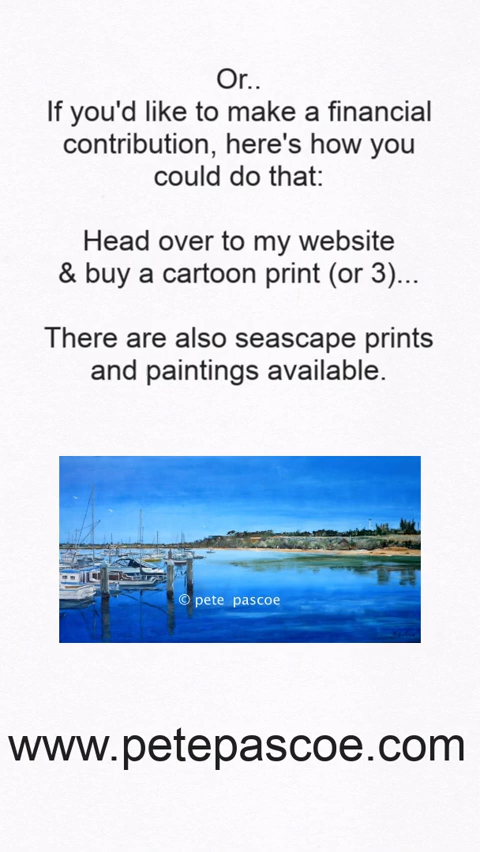 Or..
If you'd like to make a financial
contribution, here's how you
could do that:
Head over to my website
& buy a cartoon print (or 3)...
There are also seascape prints
and paintings available.
© pete pascoe
www.petepascoe.com